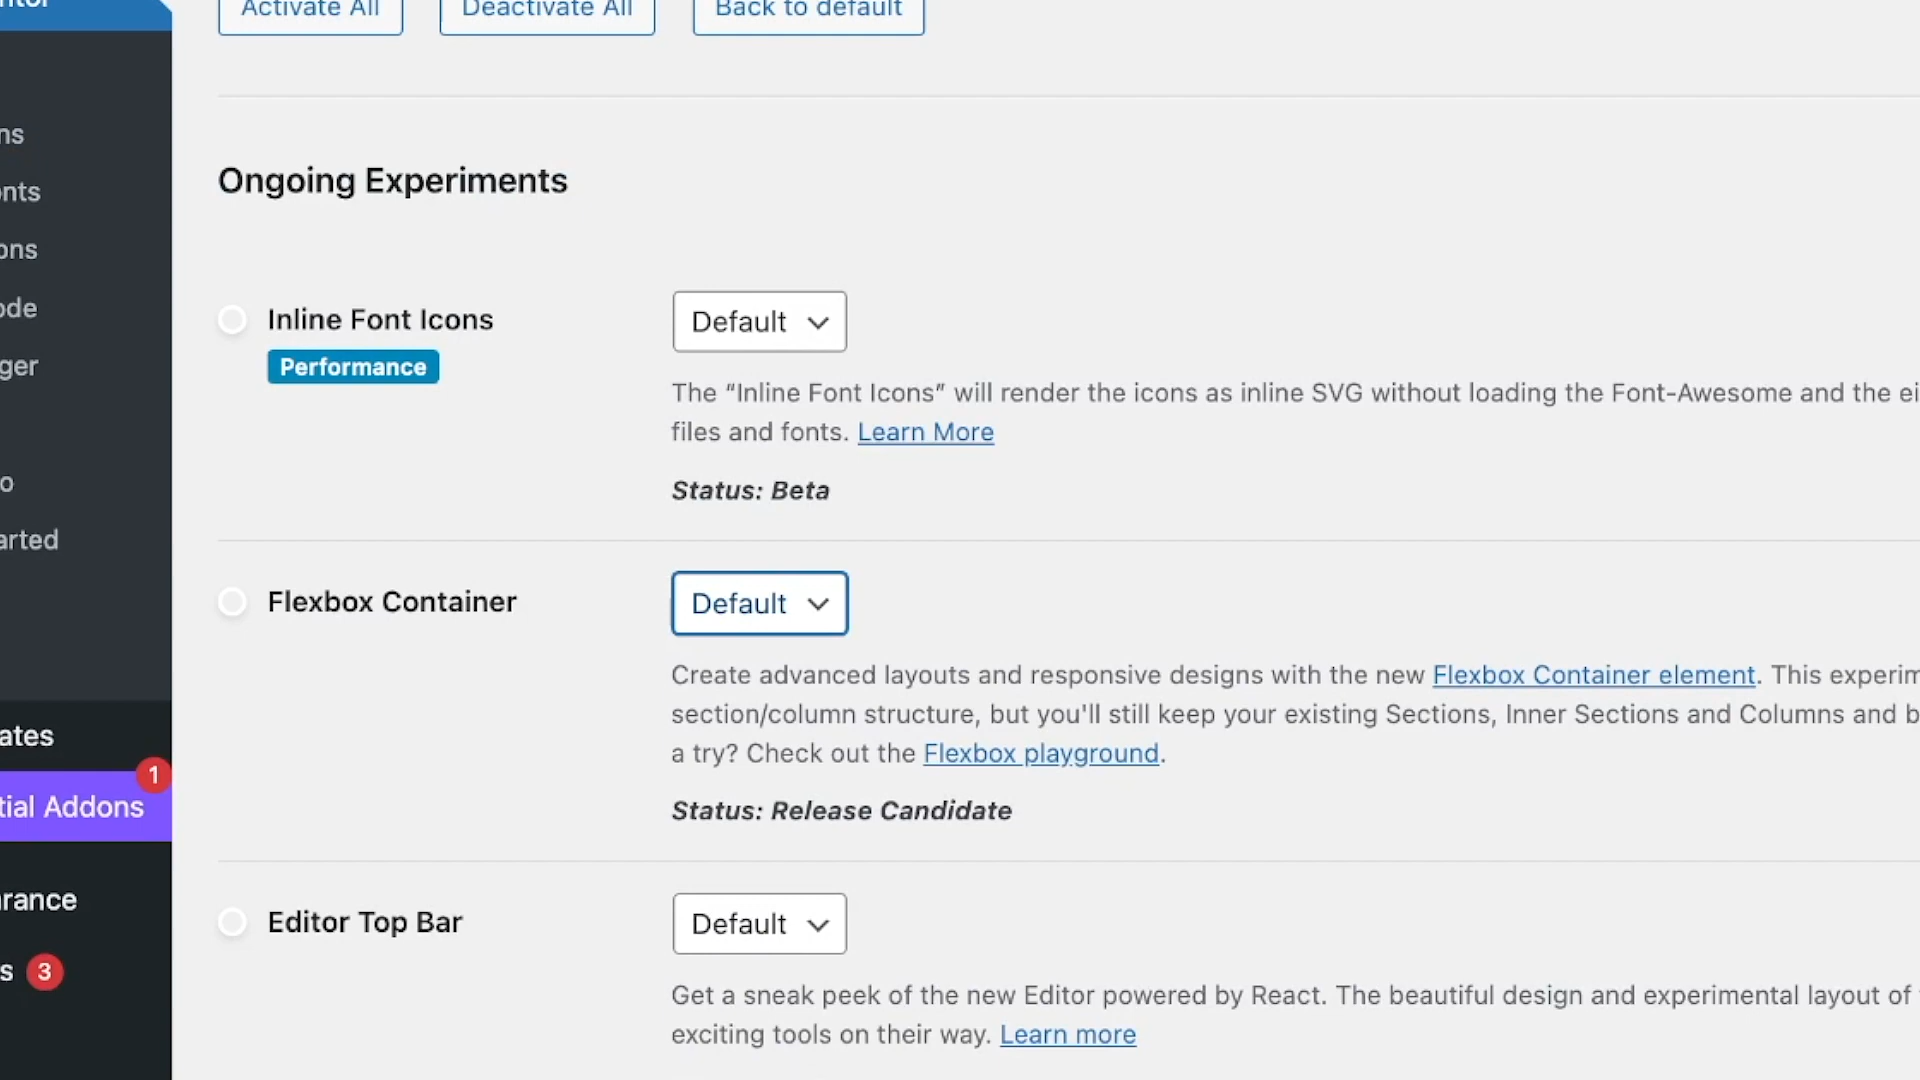 Activate All
Deactivate All
Back to default
Ongoing Experiments
Inline Font Icons
Performance
Default
The “Inline Font Icons” will render the icons as inline SVG without loading the Font-Awesome and the
files and fonts. Learn More
Status: Beta
Flexbox Container
Default
Create advanced layouts and responsive designs with the new Flexbox Container element. This
section/column structure, but you'll still keep your existing Sections, Inner Sections and Columns and
a try? Check out the Flexbox playground.
Status: Release Candidate
Editor Top Bar
Default
Get a sneak peek of the new Editor powered by React. The beautiful design and experimental layout of
exciting tools on their way. Learn more
ns
onts
ons
ode
ger
o
arted
ates
1
tial Addons
arance
s 3